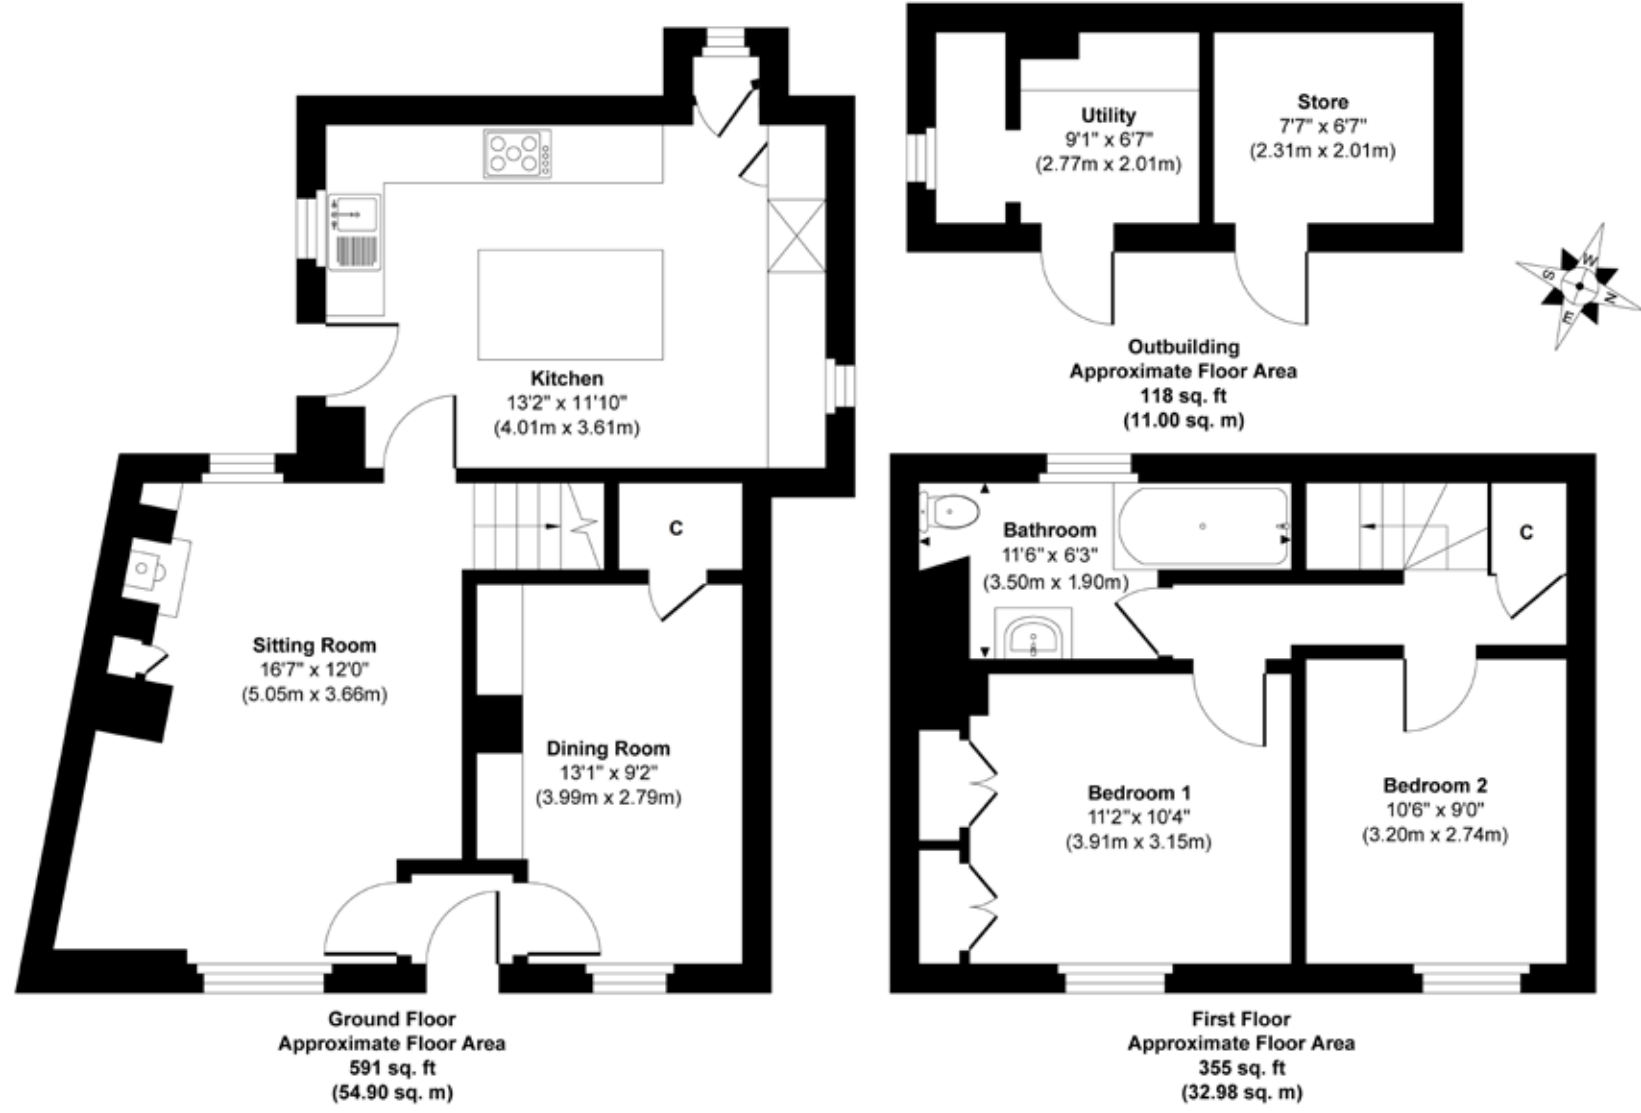 Kitchen
13'2" x 11'10"
(4.01m x 3.61m)
C
Sitting Room
16'7" x 12'0"
(5.05m x 3.66m)
Dining Room
13'1" x 9'2"
(3.99m x 2.79m)
Ground Floor
Approximate Floor Area
591 sq. ft
(54.90 sq. m)
Utility
9'1" x 6'7"
(2.77m x 2.01m)
Store
7'7" x 6'7"
(2.31m x 2.01m)
Outbuilding
Approximate Floor Area
118 sq. ft
(11.00 sq. m)
W
S
N
E
Bathroom
11'6" x 6'3"
(3.50m x 1.90m)
C
Bedroom 1
11'2"x 10'4"
(3.91m x 3.15m)
Bedroom 2
10'6" x 9'0"
(3.20m x 2.74m)
First Floor
Approximate Floor Area
355 sq. ft
(32.98 sq. m)